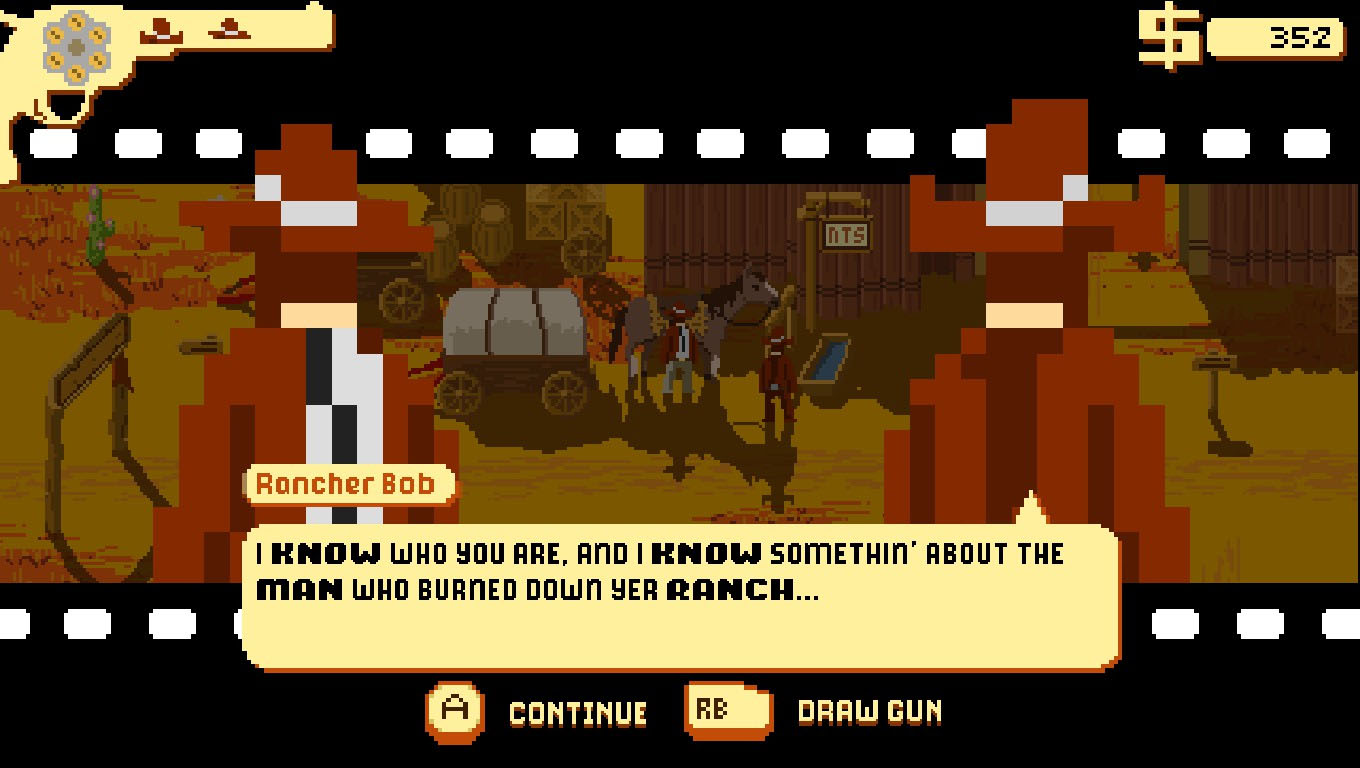 352
NTS
Rancher Bob
I KNOW WHO YOU ARE, AND I KNOW SOMETHIN' ABOUT THE
MAN WHO BURNED DOWN YER RANCH...
A CONTINUE RB DRAW GUN